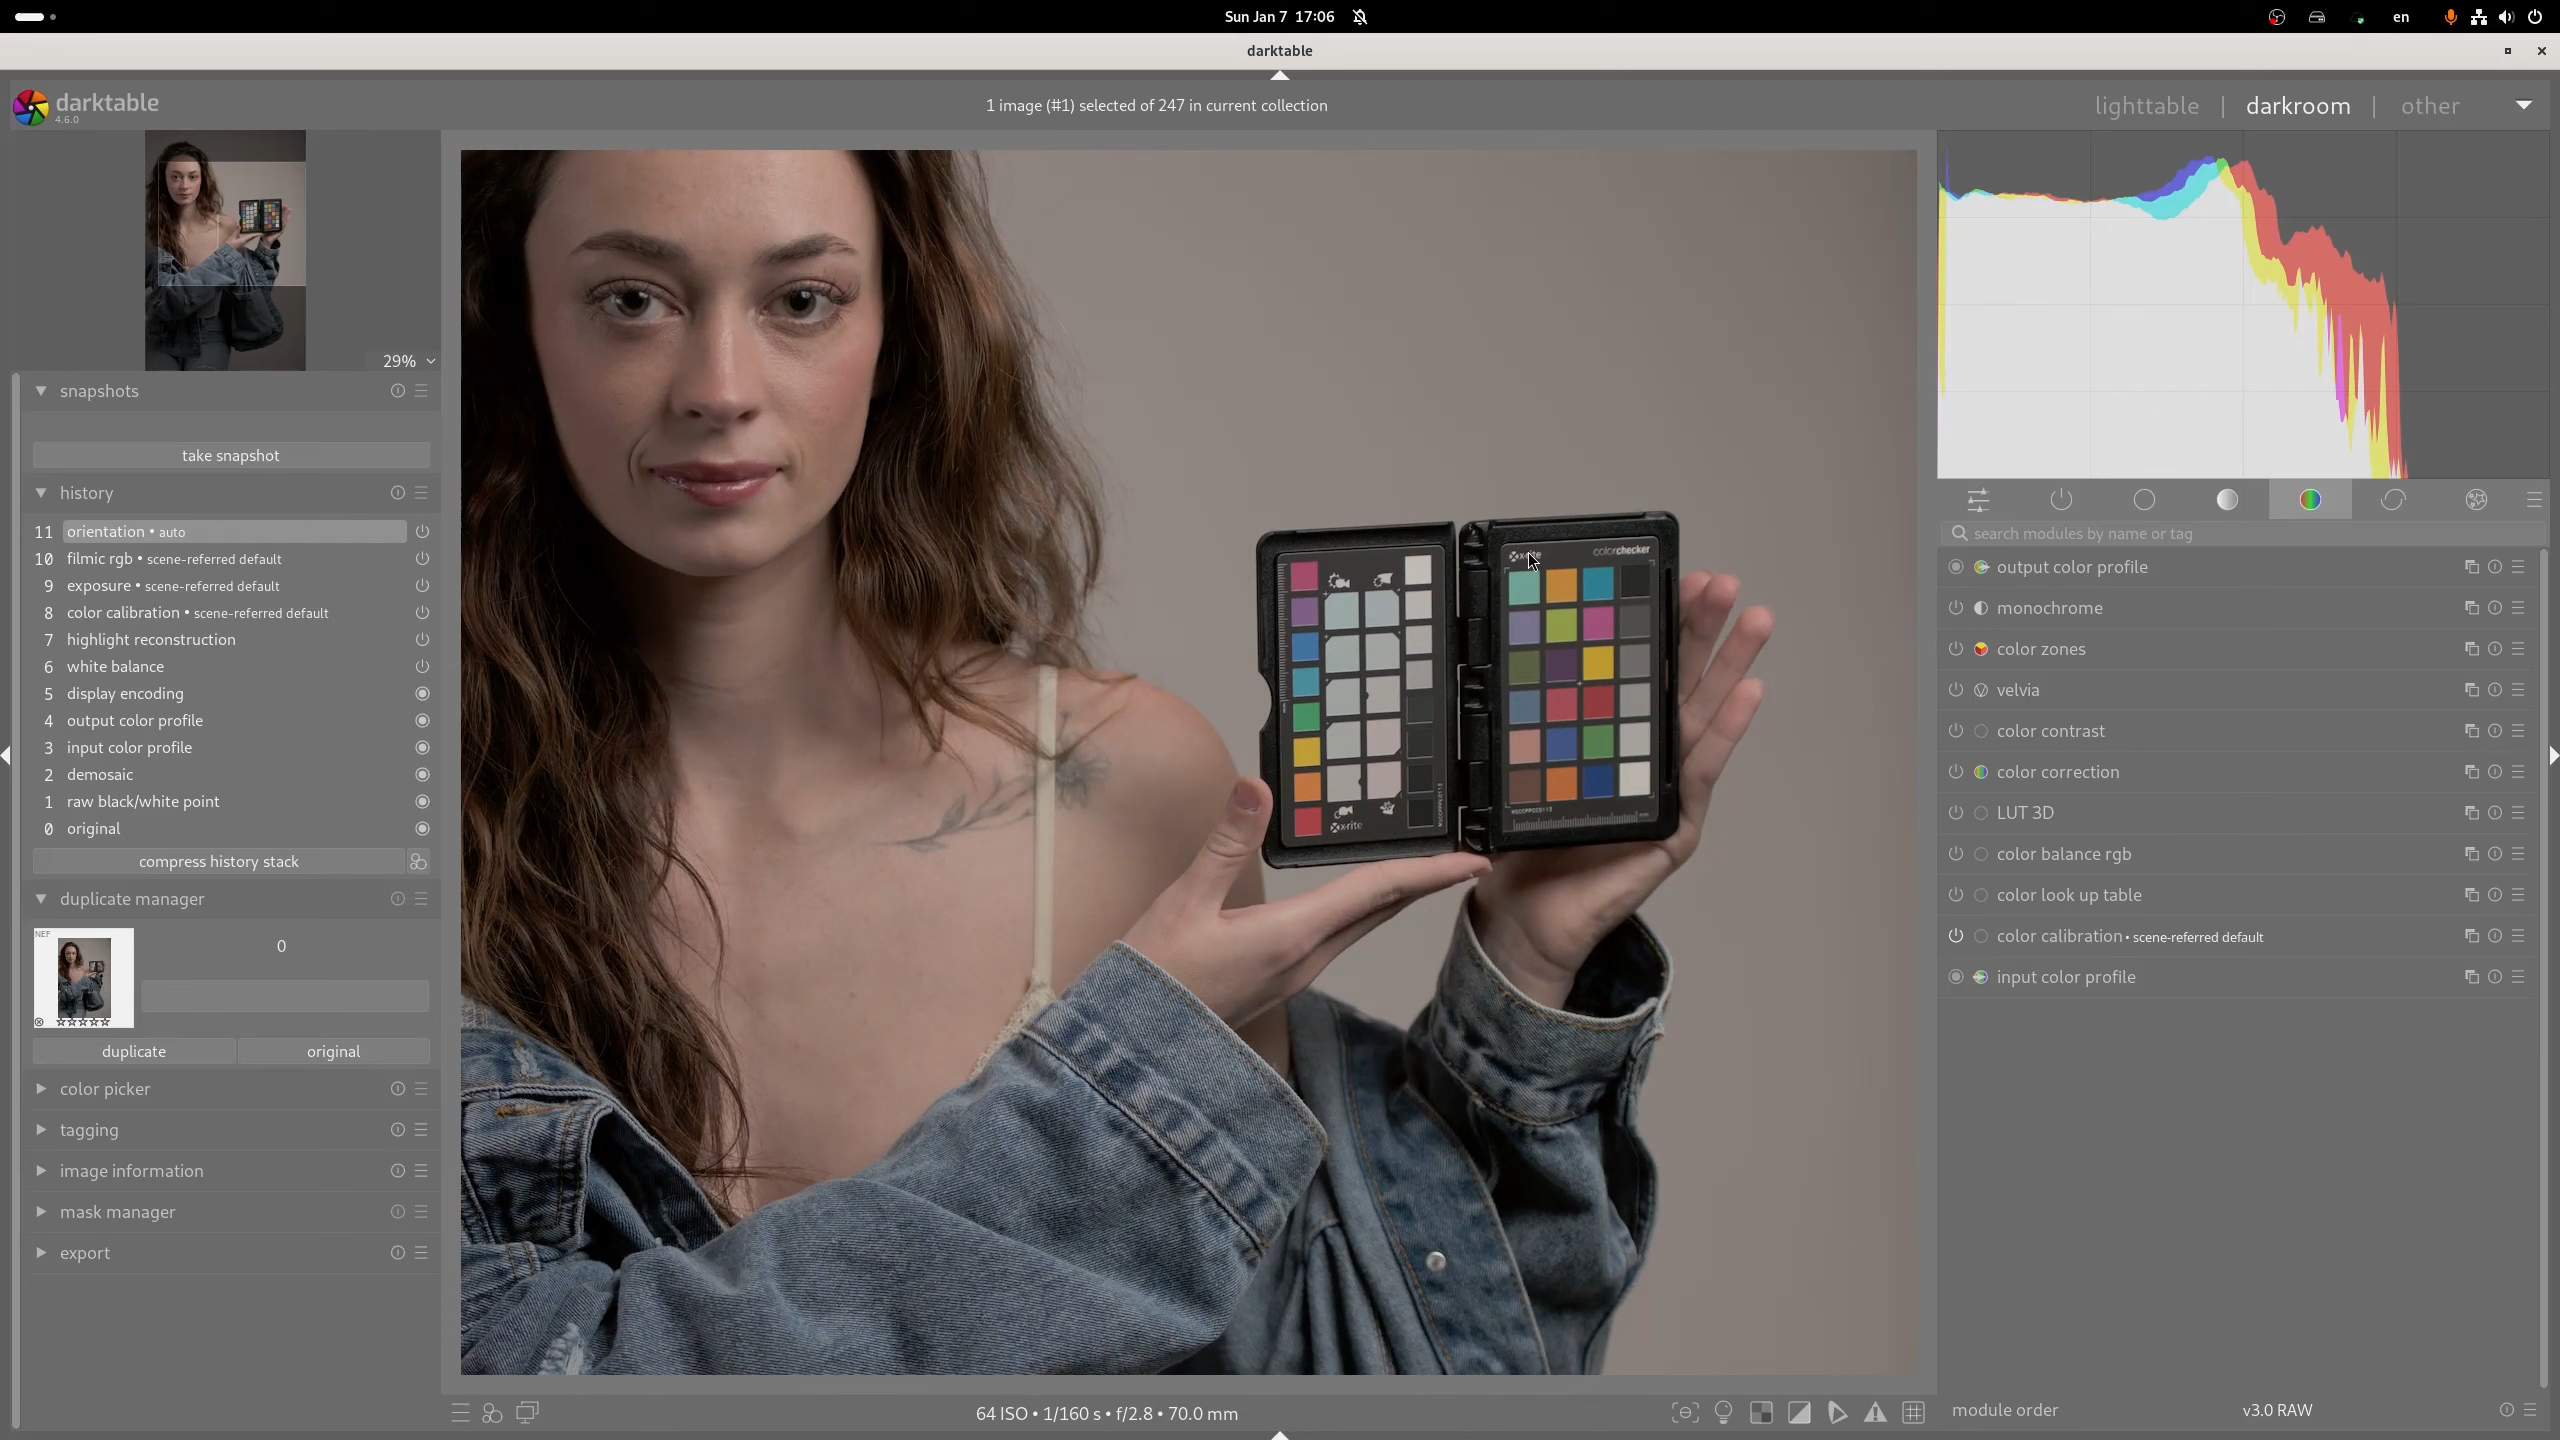 Sun Jan 7 17:06
en
darktable
darktable
4.6.0
1 image (#1) selected of 247 in current collection
lighttable | darkroom | other
29%
snapshots
take snapshot
history
11 orientation • auto
10 filmic rgb • scene-referred default
9 exposure • scene-referred default
8 color calibration • scene-referred default
7 highlight reconstruction
6 white balance
5 display encoding
4 output color profile
3 input color profile
2 demosaic
1 raw black/white point
0 original
compress history stack
duplicate manager
NEF
0
duplicate
original
color picker
tagging
image information
mask manager
export
x-rite
colorchecker
x-rite
64 ISO • 1/160 s • f/2.8 • 70.0 mm
search modules by name or tag
output color profile
monochrome
color zones
velvia
color contrast
color correction
LUT 3D
color balance rgb
color look up table
color calibration • scene-referred default
input color profile
module order
v3.0 RAW